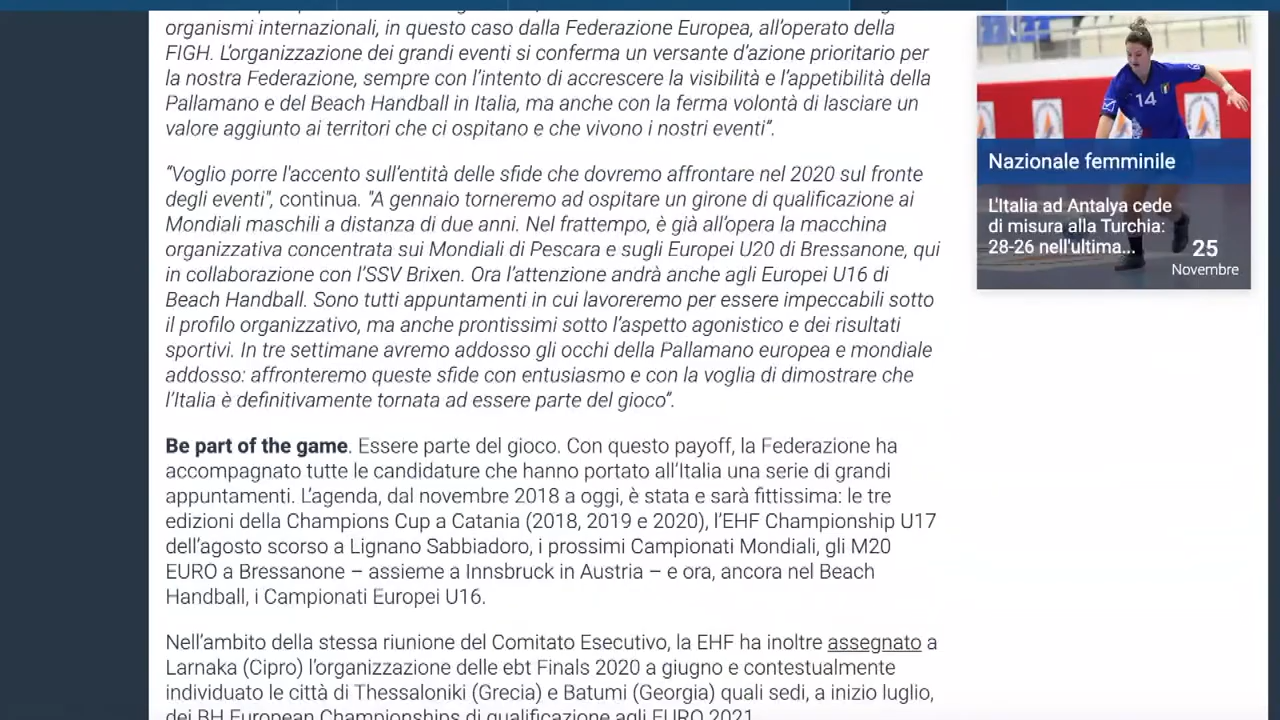 organismi internazionali, in questo caso dalla Federazione Europea, all’operato della
FIGH. L’organizzazione dei grandi eventi si conferma un versante d’azione prioritario per
la nostra Federazione, sempre con l’intento di accrescere la visibilità e l’appetibilità della
Pallamano e del Beach Handball in Italia, ma anche con la ferma volontà di lasciare un
valore aggiunto ai territori che ci ospitano e che vivono i nostri eventi”.
“Voglio porre l'accento sull’entità delle sfide che dovremo affrontare nel 2020 sul fronte
degli eventi", continua. "A gennaio torneremo ad ospitare un girone di qualificazione ai
Mondiali maschili a distanza di due anni. Nel frattempo, è già all’opera la macchina
organizzativa concentrata sui Mondiali di Pescara e sugli Europei U20 di Bressanone, qui
in collaborazione con l’SSV Brixen. Ora l’attenzione andrà anche agli Europei U16 di
Beach Handball. Sono tutti appuntamenti in cui lavoreremo per essere impeccabili sotto
il profilo organizzativo, ma anche prontissimi sotto l’aspetto agonistico e dei risultati
sportivi. In tre settimane avremo addosso gli occhi della Pallamano europea e mondiale
addosso: affronteremo queste sfide con entusiasmo e con la voglia di dimostrare che
l’Italia è definitivamente tornata ad essere parte del gioco”.
Be part of the game. Essere parte del gioco. Con questo payoff, la Federazione ha
accompagnato tutte le candidature che hanno portato all’Italia una serie di grandi
appuntamenti. L’agenda, dal novembre 2018 a oggi, è stata e sarà fittissima: le tre
edizioni della Champions Cup a Catania (2018, 2019 e 2020), l’EHF Championship U17
dell’agosto scorso a Lignano Sabbiadoro, i prossimi Campionati Mondiali, gli M20
EURO a Bressanone – assieme a Innsbruck in Austria – e ora, ancora nel Beach
Handball, i Campionati Europei U16.
Nell’ambito della stessa riunione del Comitato Esecutivo, la EHF ha inoltre assegnato a
Larnaka (Cipro) l’organizzazione delle ebt Finals 2020 a giugno e contestualmente
individuato le città di Thessaloniki (Grecia) e Batumi (Georgia) quali sedi, a inizio luglio,
dei BH European Championships di qualificazione agli EURO 2021.
14
Nazionale femminile
L'Italia ad Antalya cede
di misura alla Turchia:
28-26 nell'ultima...
25
Novembre